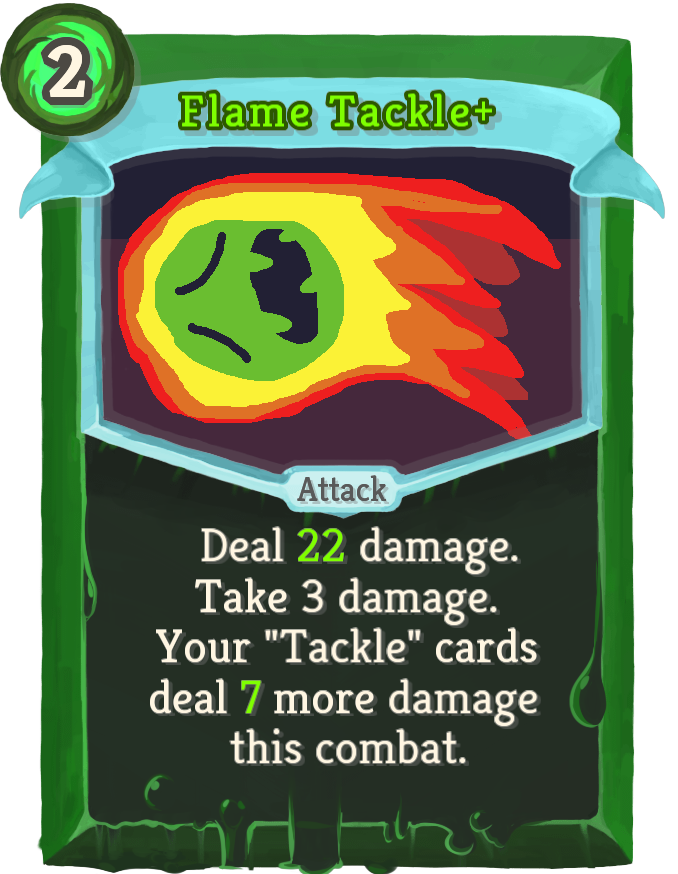 2
Flame Tackle+
Attack
Deal 22 damage.
Take 3 damage.
Your "Tackle" cards
deal 7 more damage
this combat.